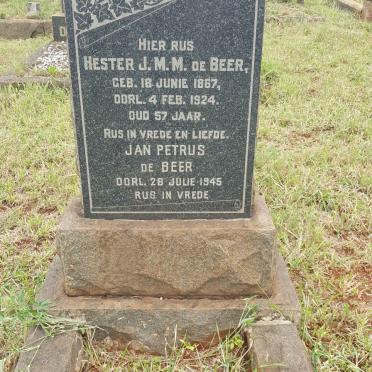 HIER RUS
HESTER J.M.M. DE BEER,
GEB. 18 JUNIE 1867,
OORL. 4 FEB. 1924.
OUD 57 JAAR.
RUS IN VREDE EN LIEFDE.
JAN PETRUS
DE BEER
OORL. 28 JULIE 1945
RUS IN VREDE